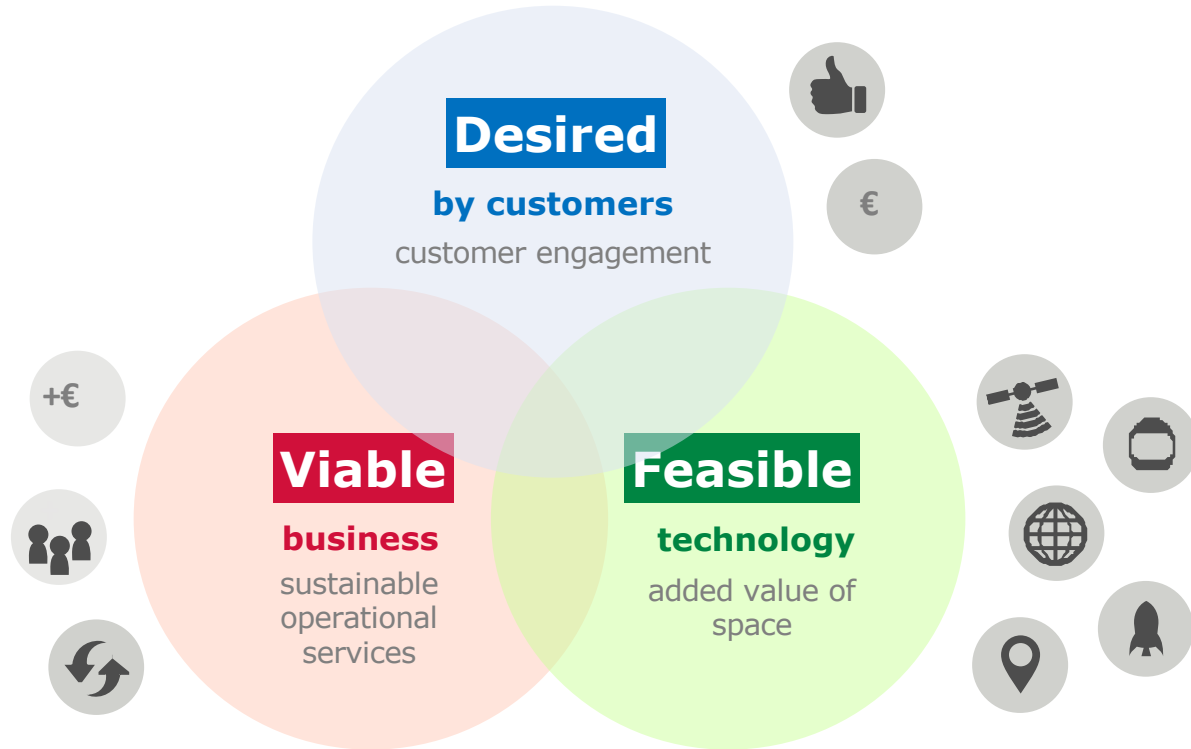 Desired
by customers
customer engagement
€
+€
Viable
business
sustainable
operational
services
Feasible
technology
added value of
space